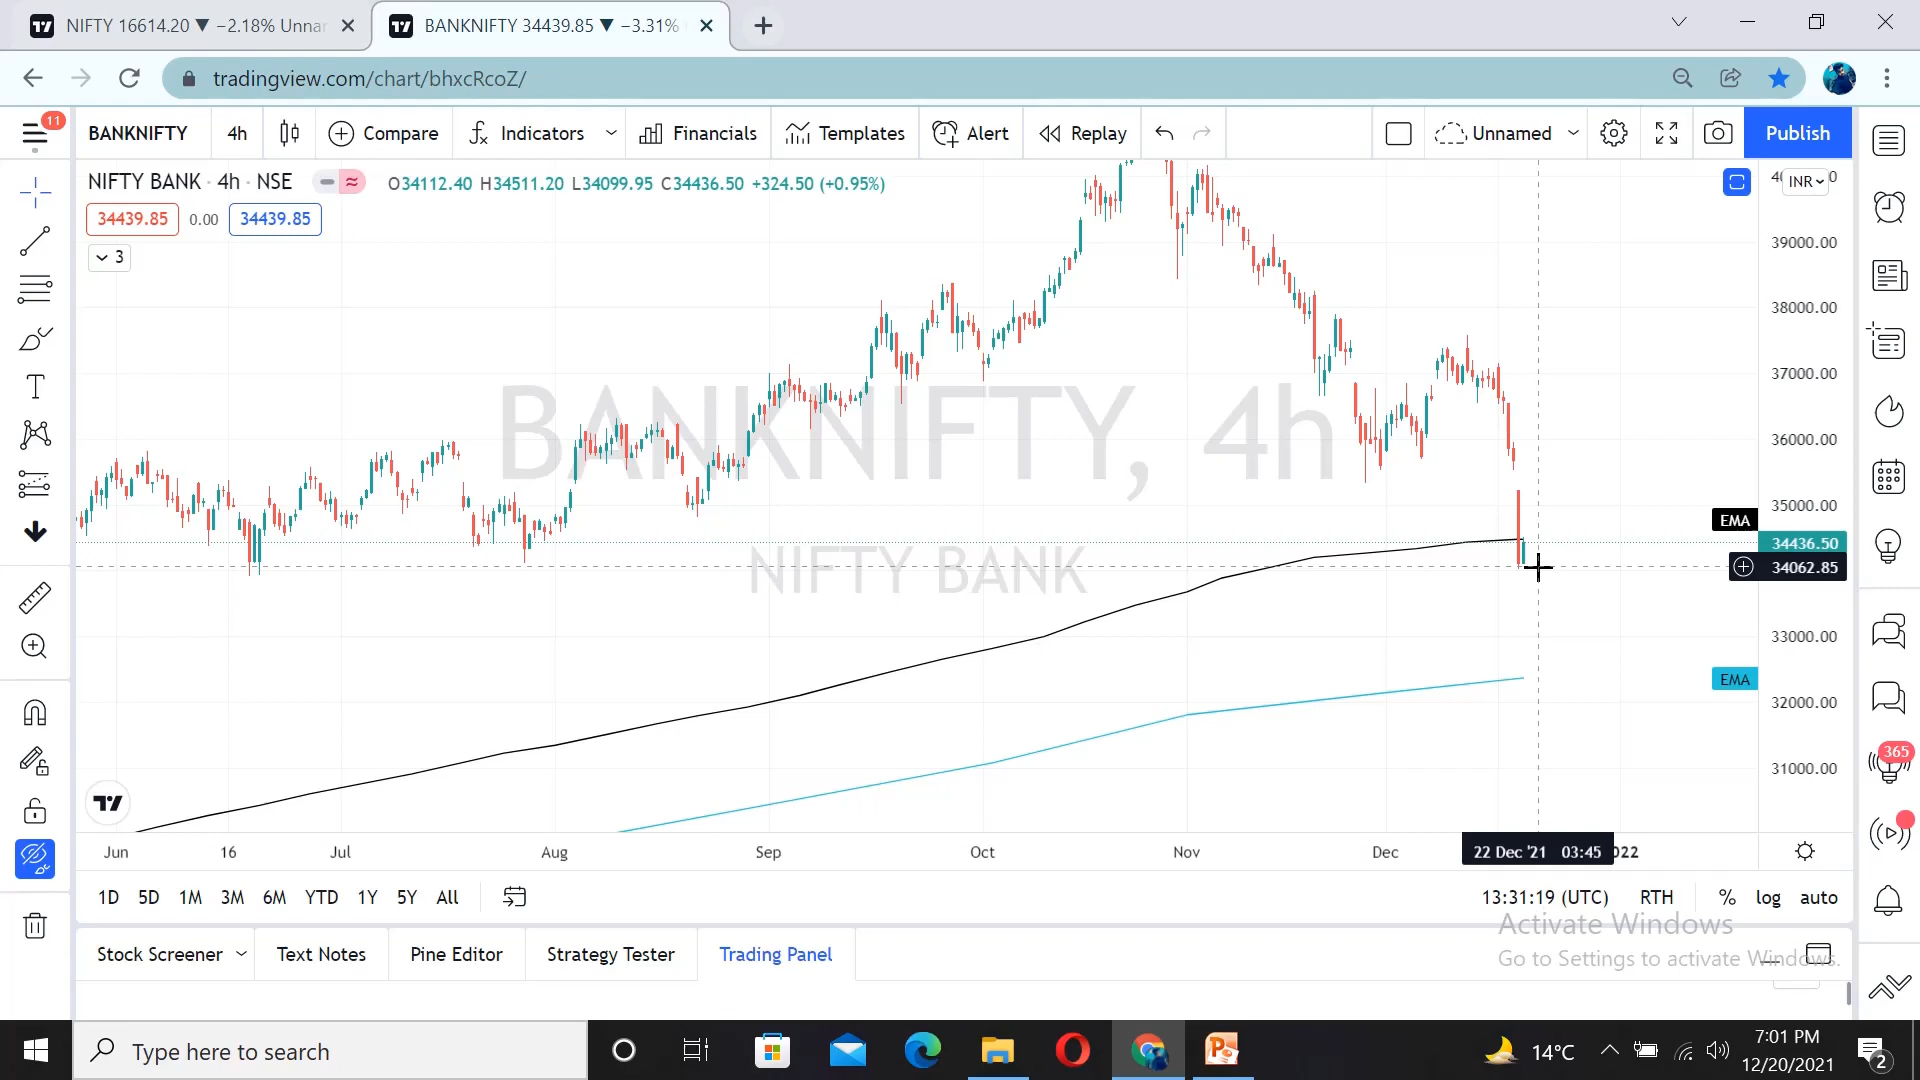 NIFTY 16614.20 ▼ −2.18% Unnar
BANKNIFTY 34439.85 ▼ −3.31%
tradingview.com/chart/bhxcRcoZ/
11
BANKNIFTY 4h Compare Indicators Financials Templates Alert Replay Unnamed Publish
NIFTY BANK · 4h · NSE O34112.40 H34511.20 L34099.95 C34436.50 +324.50 (+0.95%)
INR
34439.85 0.00 34439.85
3
39000.00
38000.00
37000.00
BANKNIFTY, 4h
36000.00
35000.00
EMA
34436.50
NIFTY BANK
34062.85
33000.00
EMA
32000.00
31000.00
365
Jun 16 Jul Aug Sep Oct Nov Dec 22 Dec '21 03:45 2022
1D 5D 1M 3M 6M YTD 1Y 5Y All 13:31:19 (UTC) RTH % log auto
Activate Windows
Go to Settings to activate Windows.
Stock Screener Text Notes Pine Editor Strategy Tester Trading Panel
Type here to search
14°C
7:01 PM
12/20/2021
2